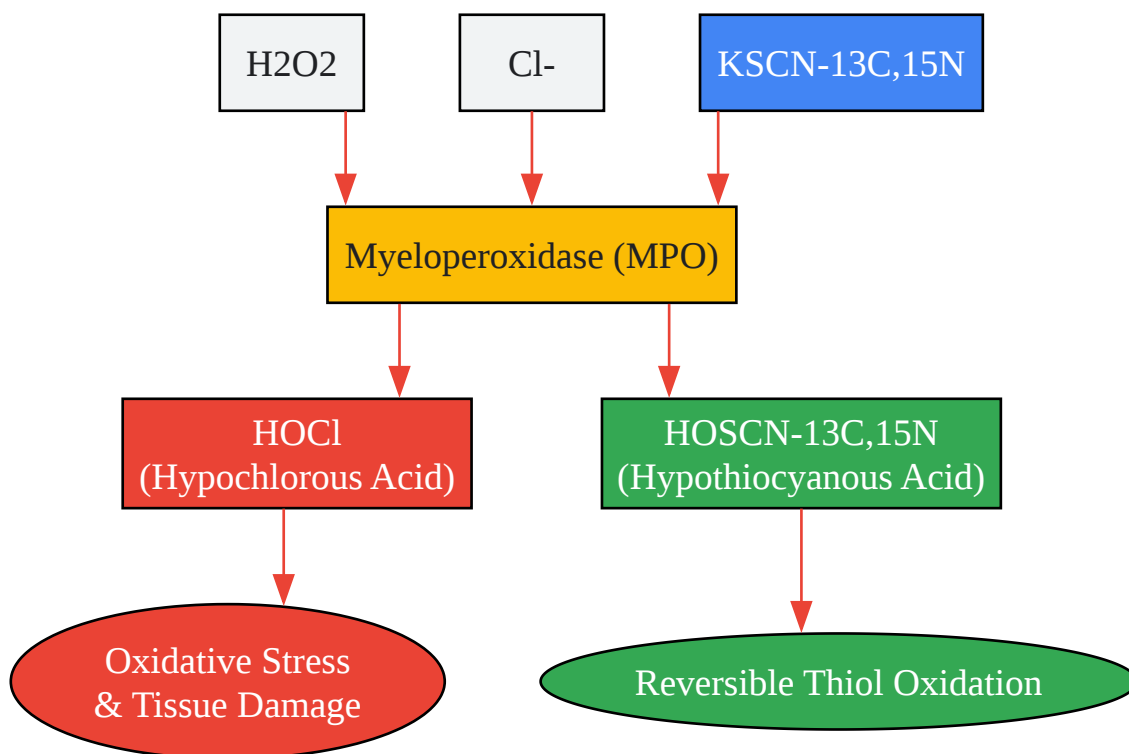 H2O2
Cl-
KSCN-13C,15N
Myeloperoxidase (MPO)
HOCl
(Hypochlorous Acid)
HOSCN-13C,15N
(Hypothiocyanous Acid)
Oxidative Stress
& Tissue Damage
Reversible Thiol Oxidation